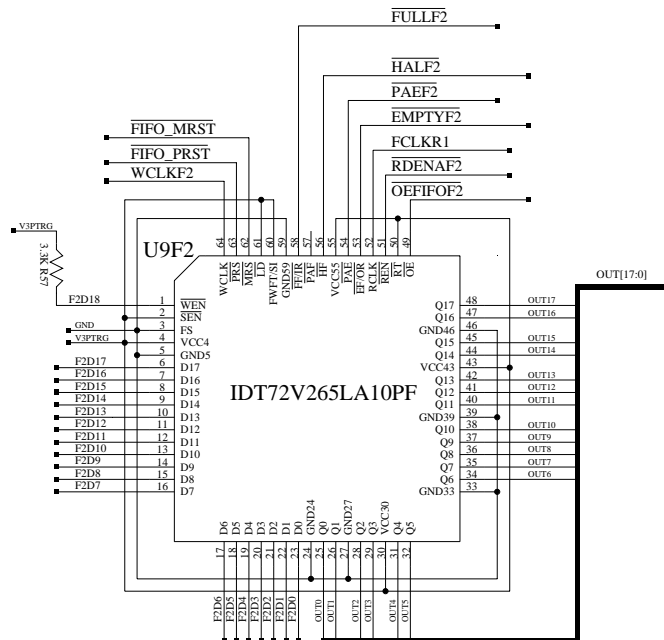 FULLF2
HALF2
PAEF2
EMPTYF2
FIFO_MRST
FCLKR1
FIFO_PRST
RDENAF2
WCLKF2
OEFIFOF2
64 63 62 61 60 59 58 57 56 55 54 53 52 51 50 49
WCLK PRS MRS LD FWFT/SI GND59 FF/IR PAF HF VCC55 PAE EF/OR RCLK REN RT OE
V3PTRG
3.3K R57
U9F2
OUT[17:0]
F2D18 1 WEN Q17 48 OUT17
2 SEN Q16 47 OUT16
GND 3 FS GND46 46
V3PTRG 4 VCC4 Q15 45 OUT15
5 GND5 Q14 44 OUT14
F2D17 6 D17 VCC43 43
F2D16 7 D16 Q13 42 OUT13
F2D15 8 D15 Q12 41 OUT12
F2D14 9 D14 Q11 40 OUT11
F2D13 10 D13 GND39 39
F2D12 11 D12 Q10 38 OUT10
F2D11 12 D11 Q9 37 OUT9
F2D10 13 D10 Q8 36 OUT8
F2D9 14 D9 Q7 35 OUT7
F2D8 15 D8 Q6 34 OUT6
F2D7 16 D7 GND33 33
IDT72V265LA10PF
D6 D5 D4 D3 D2 D1 D0 GND24 Q0 Q1 GND27 Q2 Q3 VCC30 Q4 Q5
17 18 19 20 21 22 23 24 25 26 27 28 29 30 31 32
F2D6 F2D5 F2D4 F2D3 F2D2 F2D1 F2D0 OUT0 OUT1 OUT2 OUT3 OUT4 OUT5